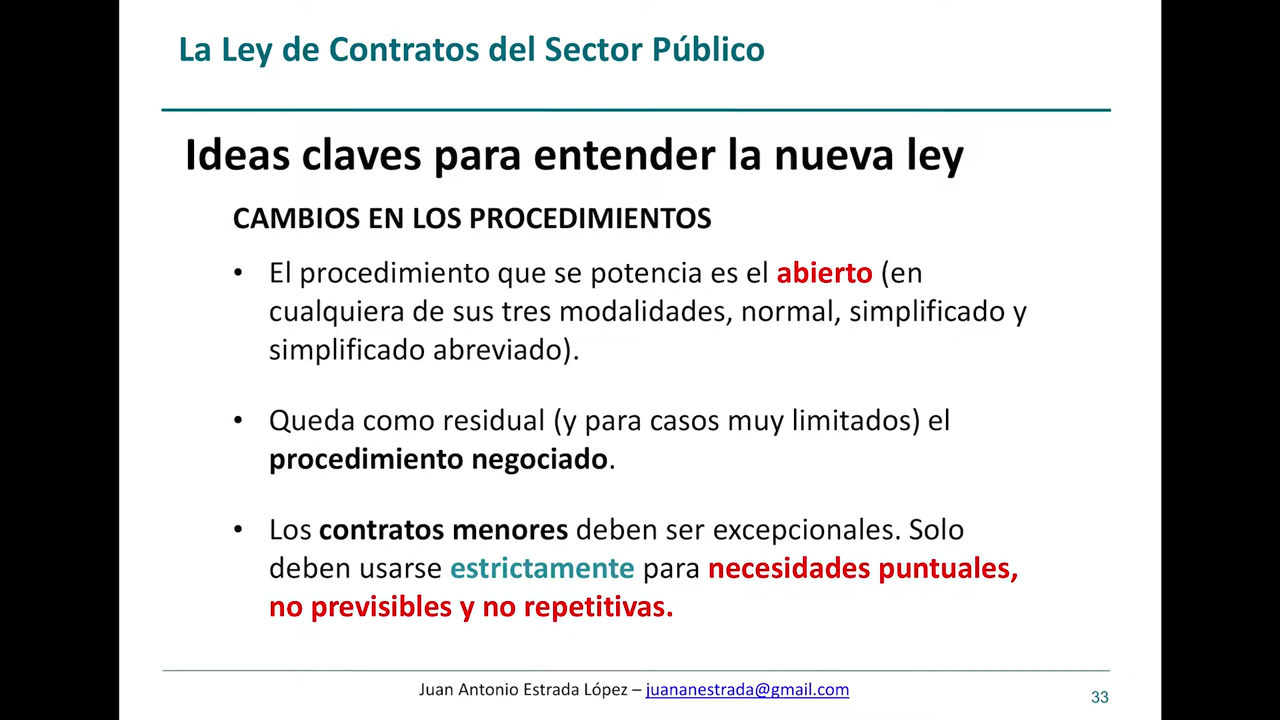 La Ley de Contratos del Sector Público
Ideas claves para entender la nueva ley
CAMBIOS EN LOS PROCEDIMIENTOS
• El procedimiento que se potencia es el abierto (en
cualquiera de sus tres modalidades, normal, simplificado y
simplificado abreviado).
• Queda como residual (y para casos muy limitados) el
procedimiento negociado.
• Los contratos menores deben ser excepcionales. Solo
deben usarse estrictamente para necesidades puntuales,
no previsibles y no repetitivas.
Juan Antonio Estrada López – juananestrada@gmail.com
33